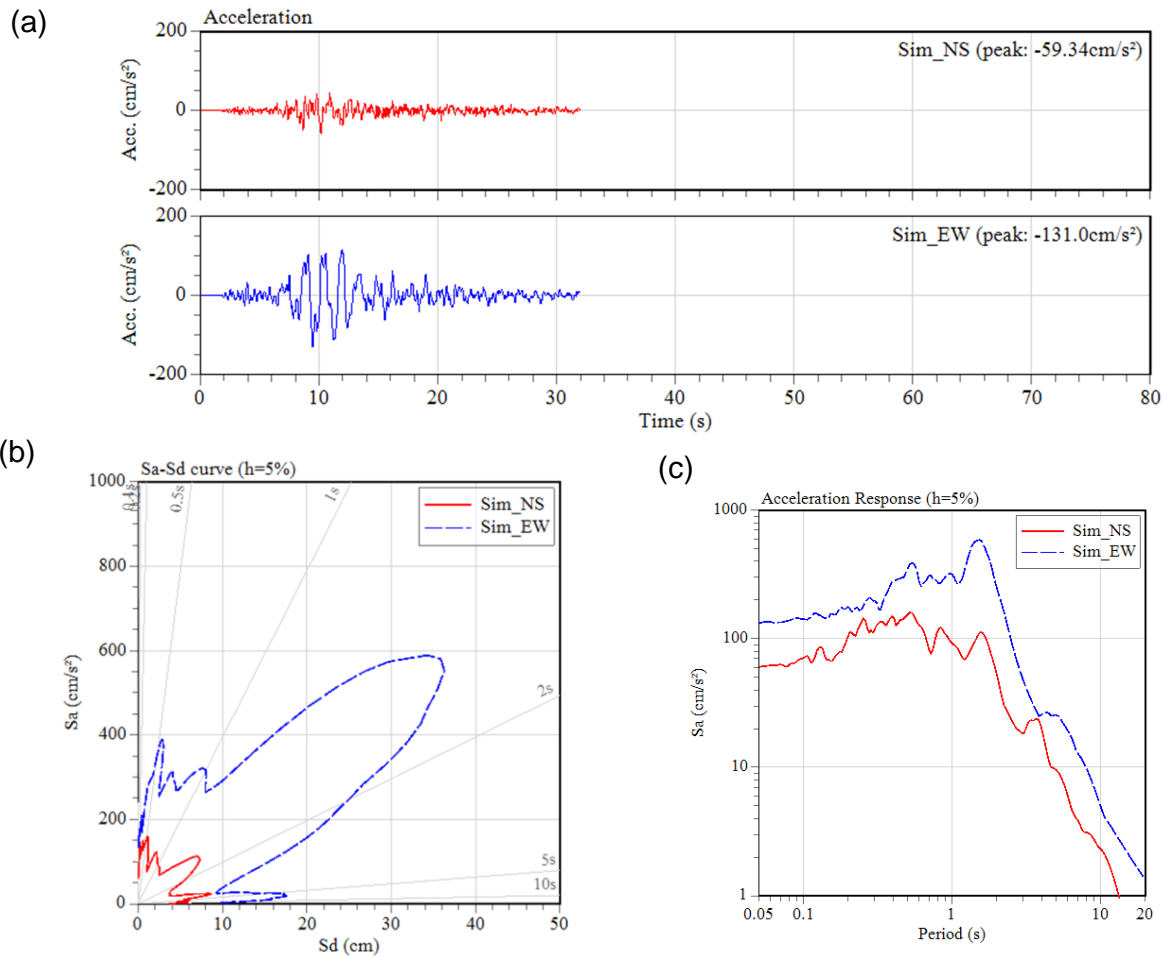 (a)
Acceleration
200
0
-200
Acc. (cm/s²)
Sim_NS (peak: -59.34cm/s²)
200
0
-200
Acc. (cm/s²)
Sim_EW (peak: -131.0cm/s²)
0 10 20 30 40 50 60 70 80
Time (s)
(b)
Sa-Sd curve (h=5%)
1000
800
600
400
200
0
Sa (cm/s²)
0.5s
1s
2s
5s
10s
Sim_NS
Sim_EW
0 10 20 30 40 50
Sd (cm)
(c)
Acceleration Response (h=5%)
1000
100
10
1
Sa (cm/s²)
Sim_NS
Sim_EW
0.05 0.1 1 10 20
Period (s)